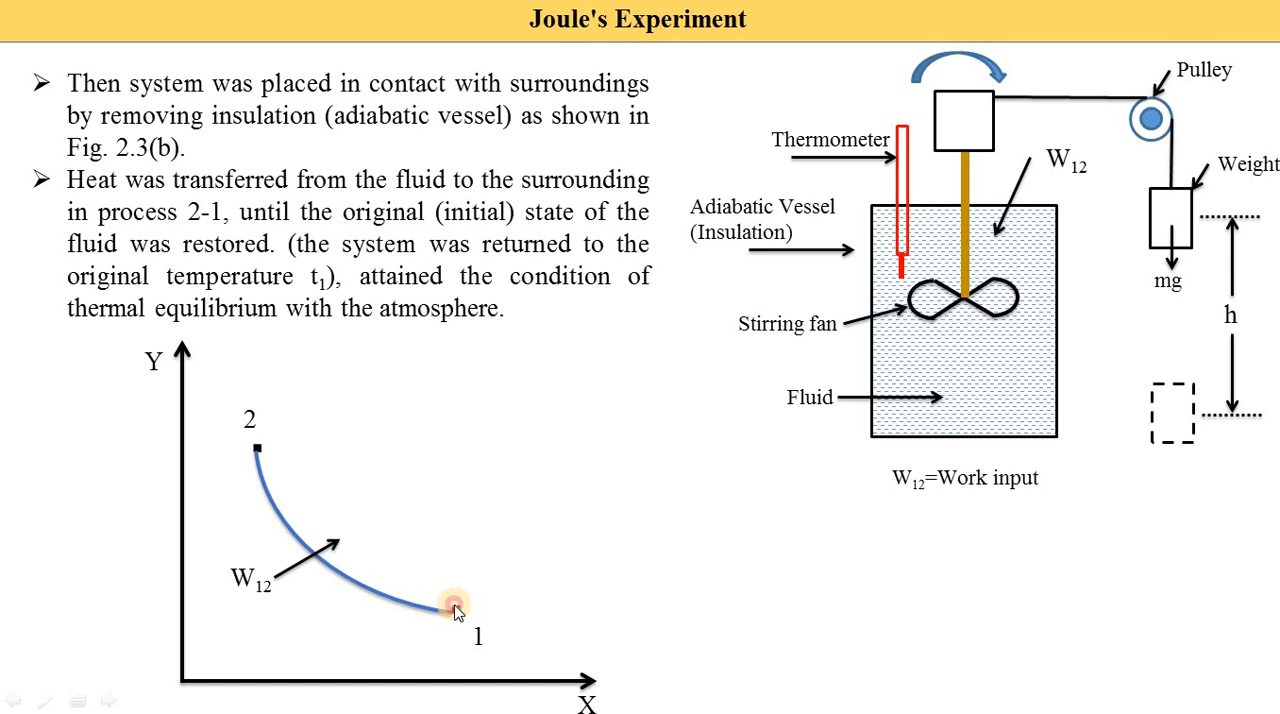 Joule's Experiment
➢ Then system was placed in contact with surroundings
by removing insulation (adiabatic vessel) as shown in
Fig. 2.3(b).
➢ Heat was transferred from the fluid to the surrounding
in process 2-1, until the original (initial) state of the
fluid was restored. (the system was returned to the
original temperature t₁), attained the condition of
thermal equilibrium with the atmosphere.
Y
2
W₁₂
1
X
Pulley
Thermometer
W₁₂
Weight
Adiabatic Vessel
(Insulation)
mg
h
Stirring fan
Fluid
W₁₂=Work input